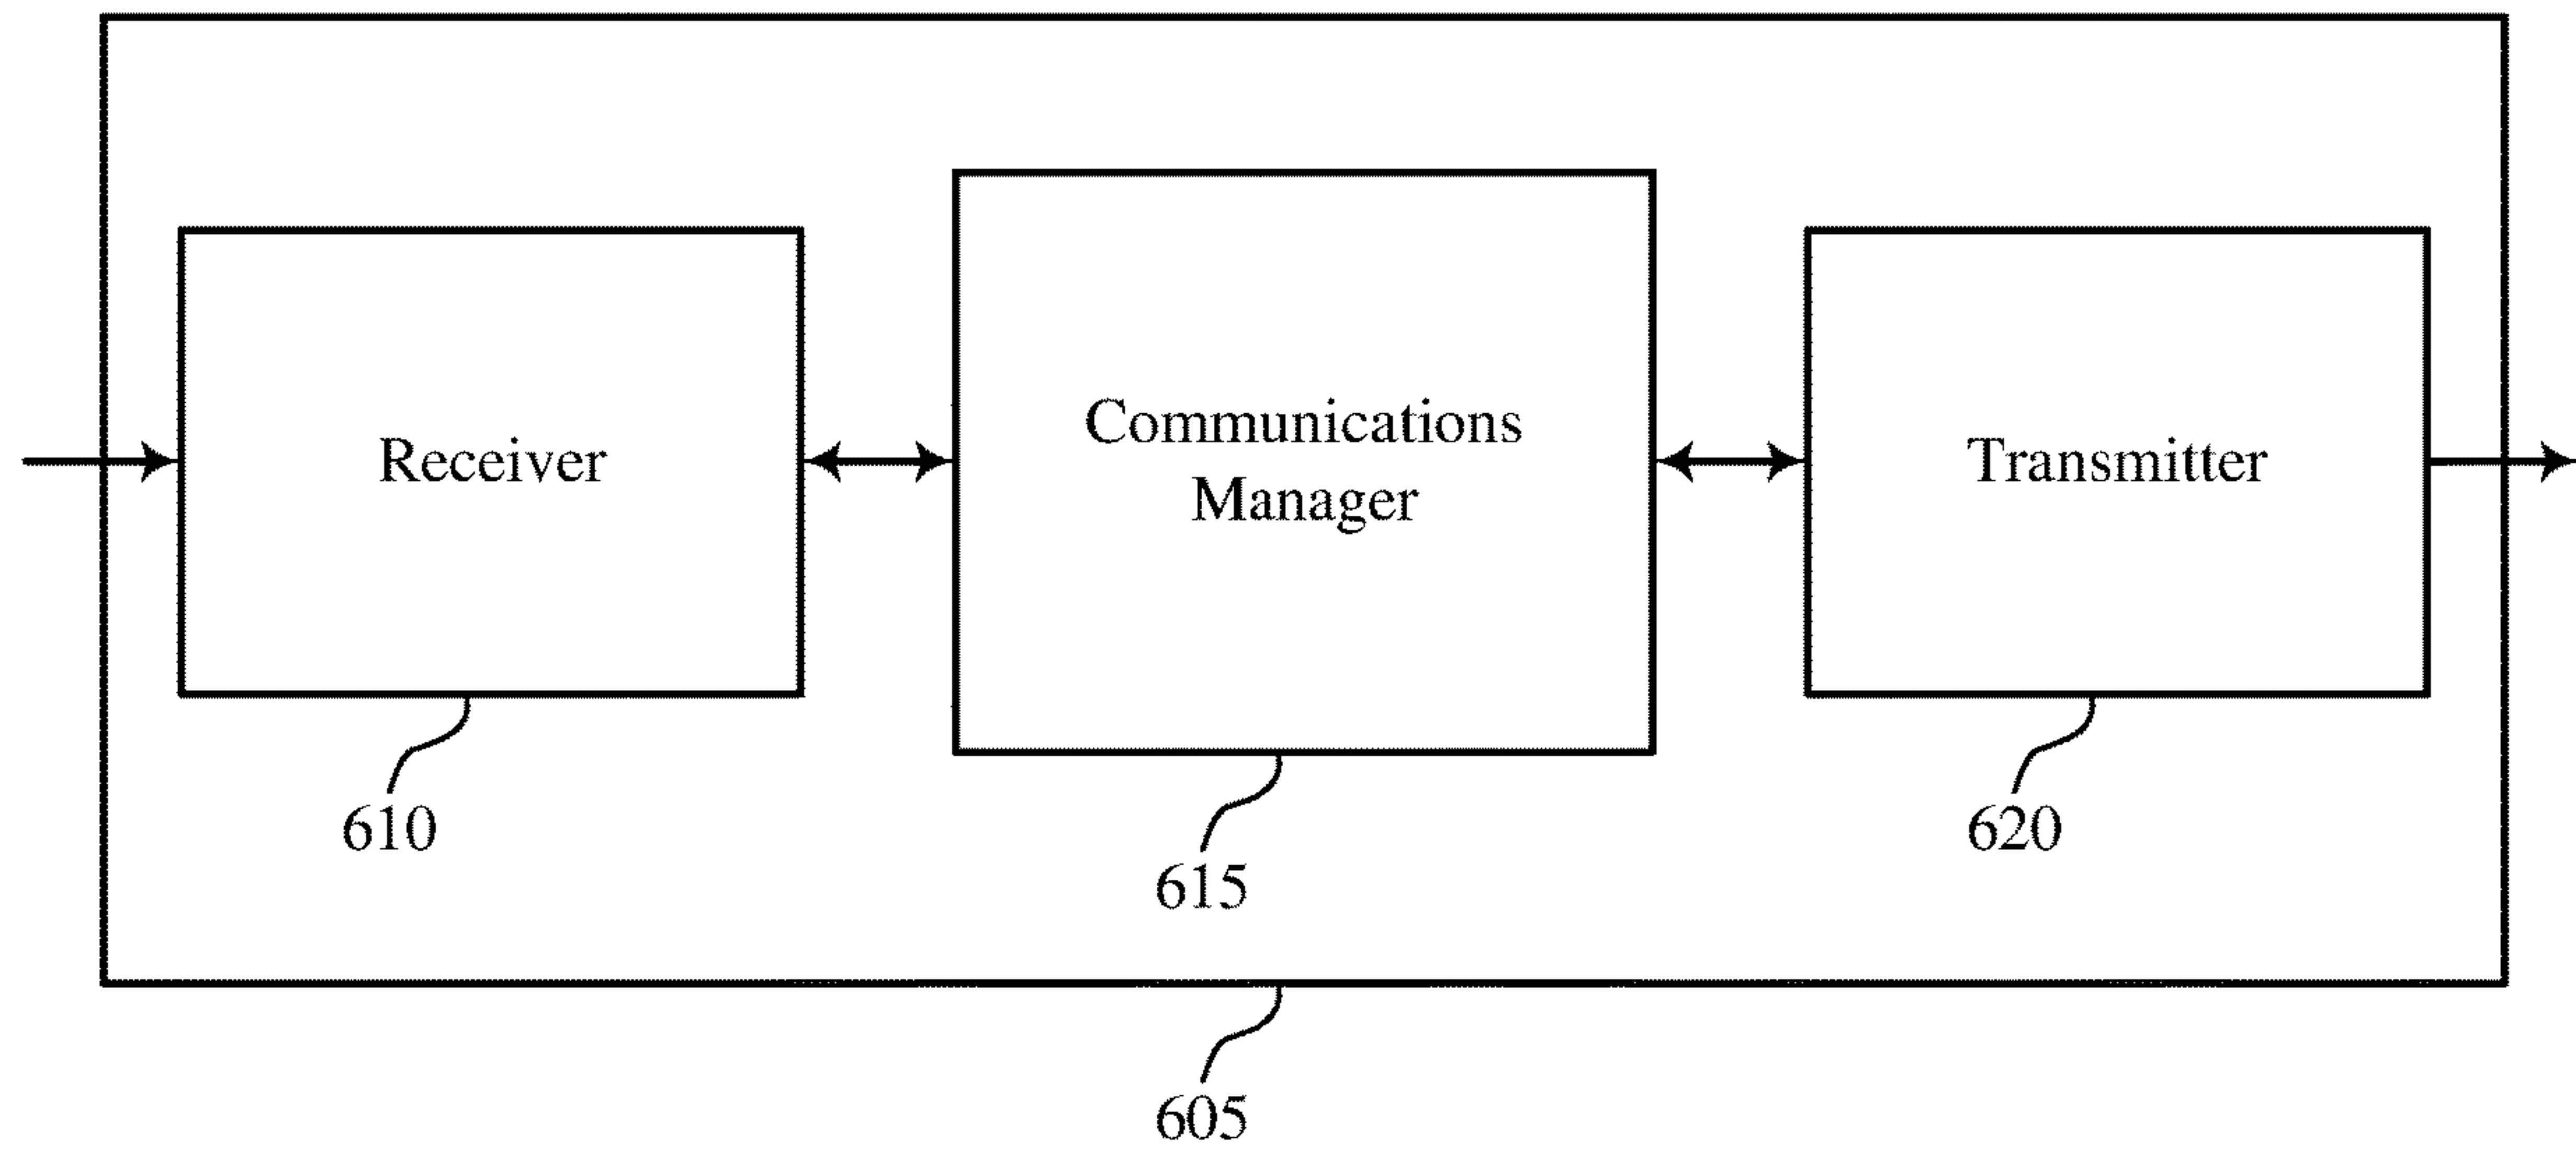 Receiver
Communications
Manager
Transmitter
610
615
620
605